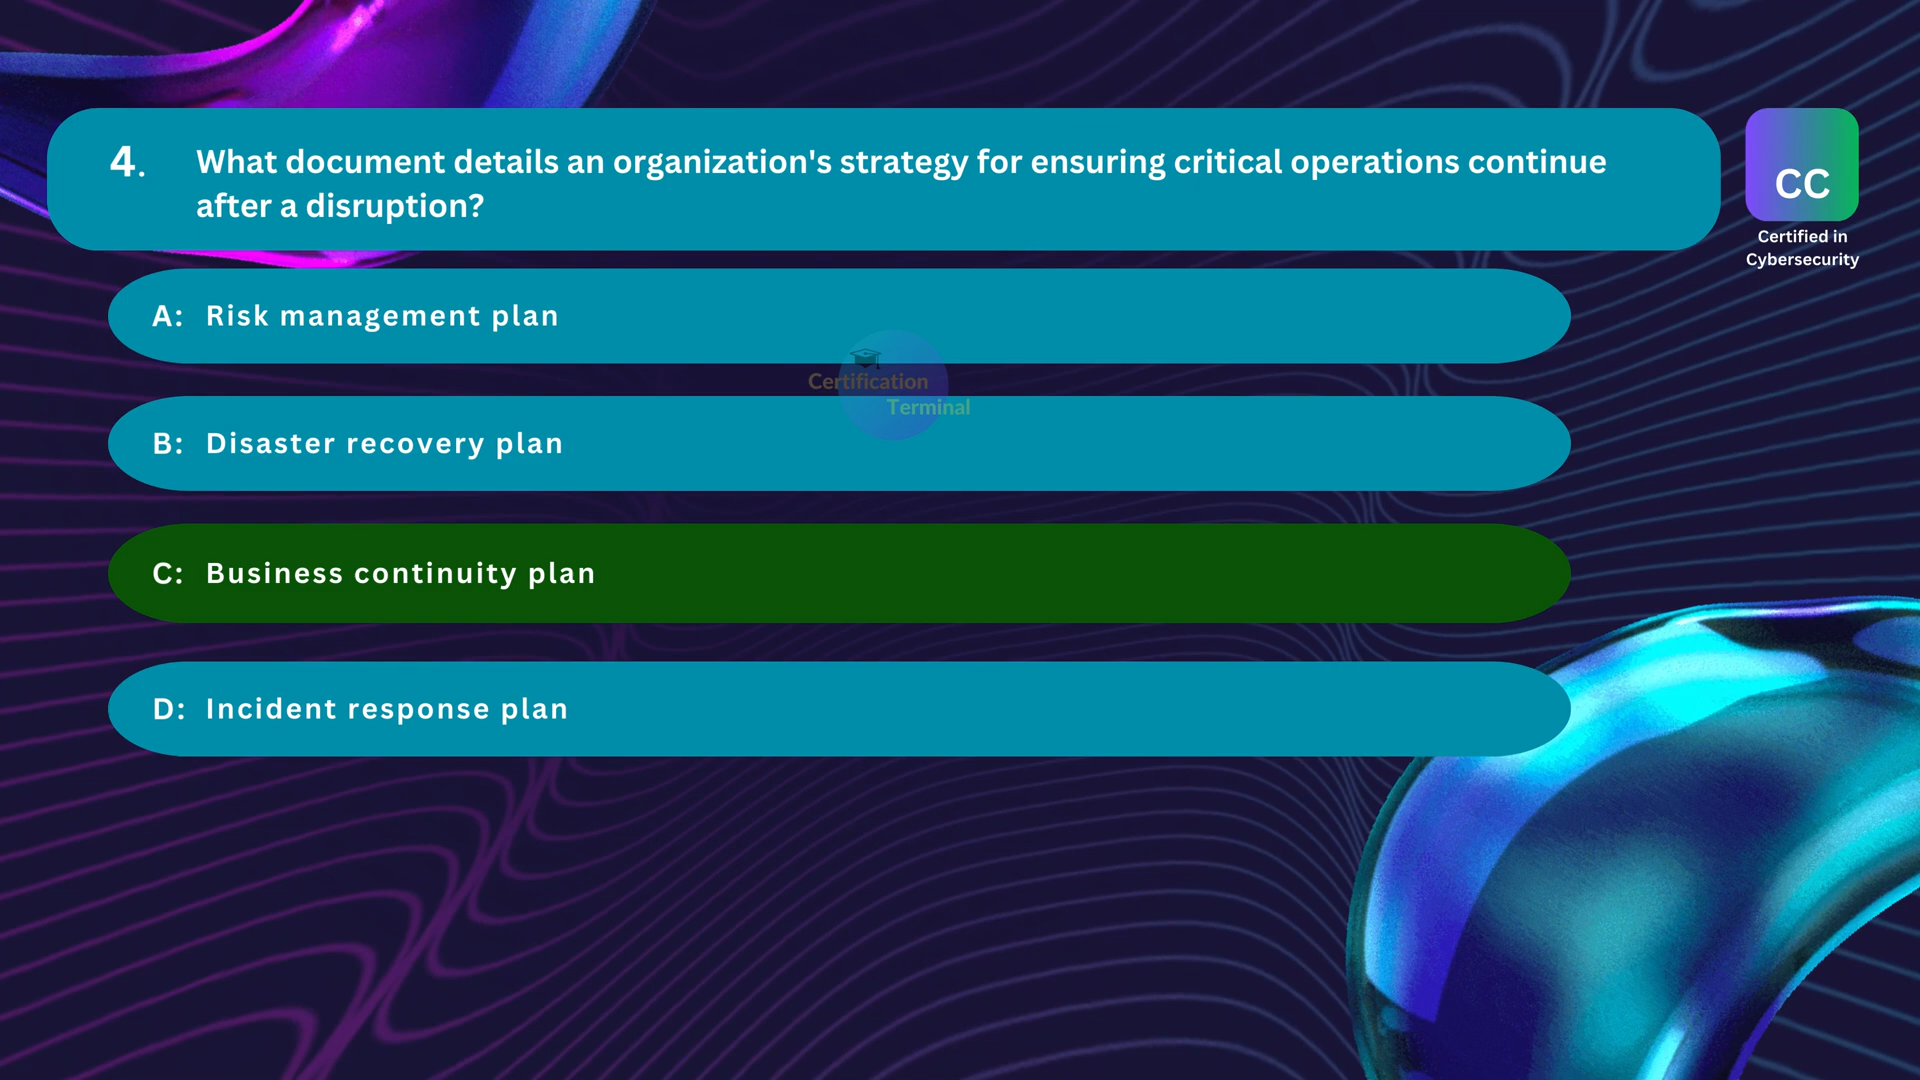 4. What document details an organization's strategy for ensuring critical operations continue
after a disruption?
CC
Certified in
Cybersecurity
A: Risk management plan
Certification
Terminal
B: Disaster recovery plan
C: Business continuity plan
D: Incident response plan